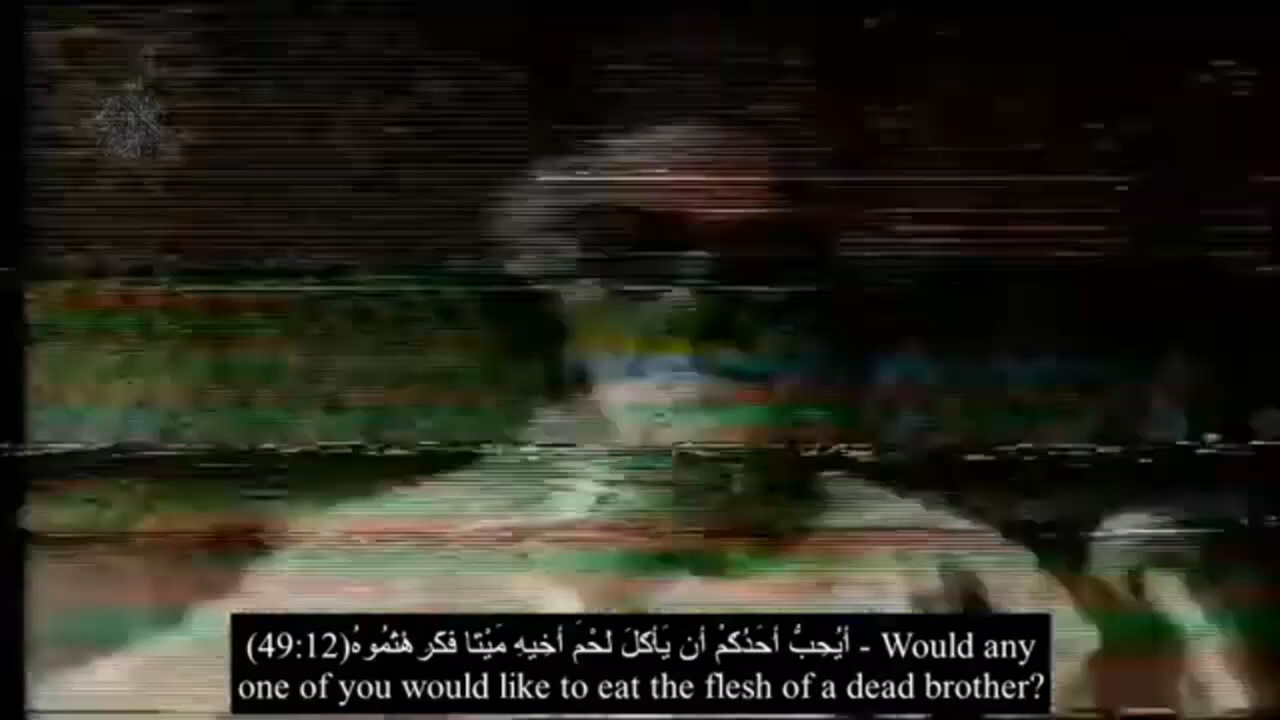 أَيُحِبُّ أَحَدُكُمْ أَن يَأْكُلَ لَحْمَ أَخِيهِ مَيْتًا فَكَرِهْتُمُوهُ(49:12) - Would any
one of you would like to eat the flesh of a dead brother?